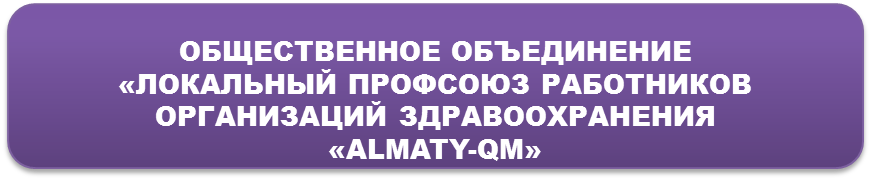 ОБЩЕСТВЕННОЕ ОБЪЕДИНЕНИЕ
«ЛОКАЛЬНЫЙ ПРОФСОЮЗ РАБОТНИКОВ
ОРГАНИЗАЦИЙ ЗДРАВООХРАНЕНИЯ
«ALMATY-QM»